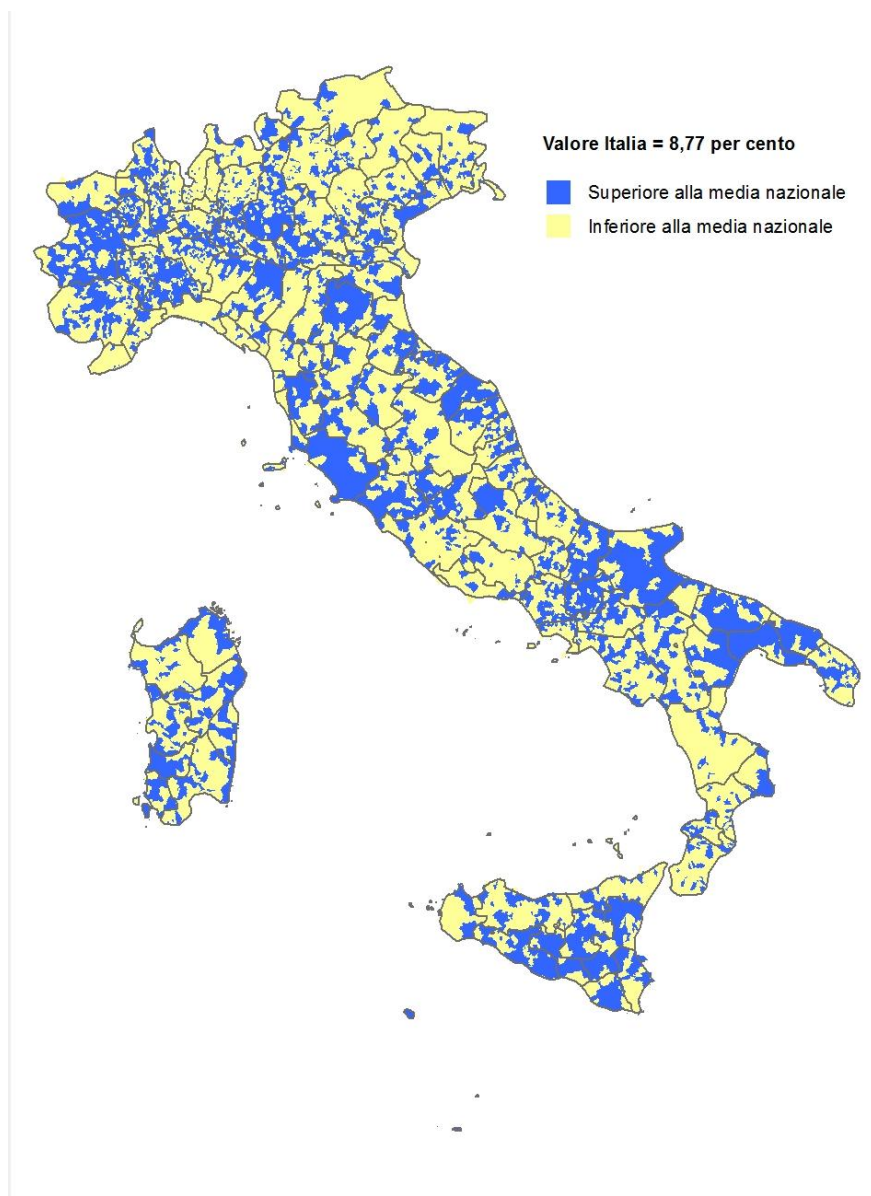 Valore Italia = 8,77 per cento
Superiore alla media nazionale
Inferiore alla media nazionale